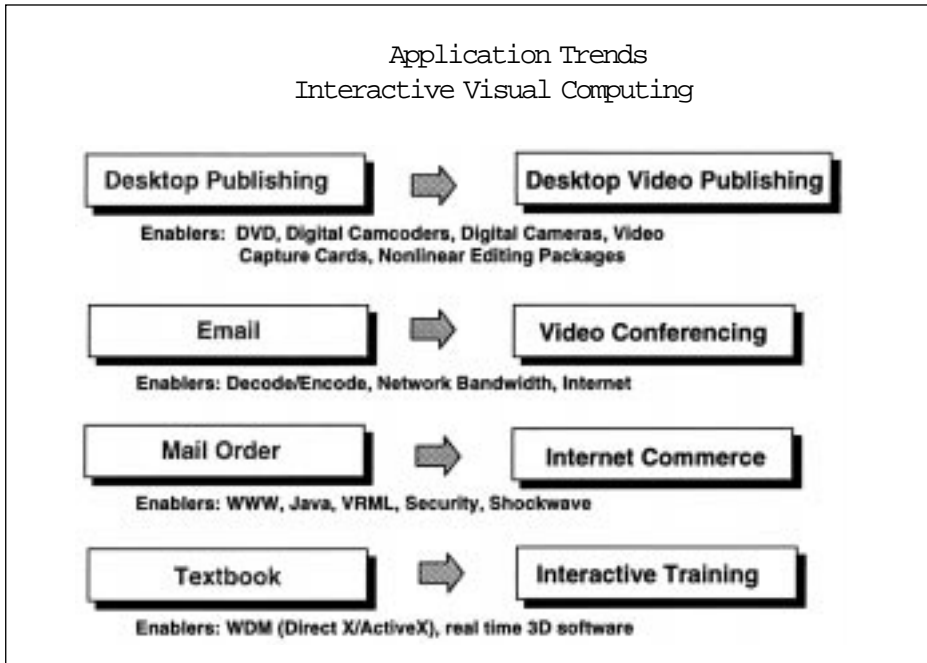 Application Trends
Interactive Visual Computing
Desktop Publishing
Desktop Video Publishing
Enablers: DVD, Digital Camcoders, Digital Cameras, Video
Capture Cards, Nonlinear Editing Packages
Email
Video Conferencing
Enablers: Decode/Encode, Network Bandwidth, Internet
Mail Order
Internet Commerce
Enablers: WWW, Java, VRML, Security, Shockwave
Textbook
Interactive Training
Enablers: WDM (Direct X/ActiveX), real time 3D software